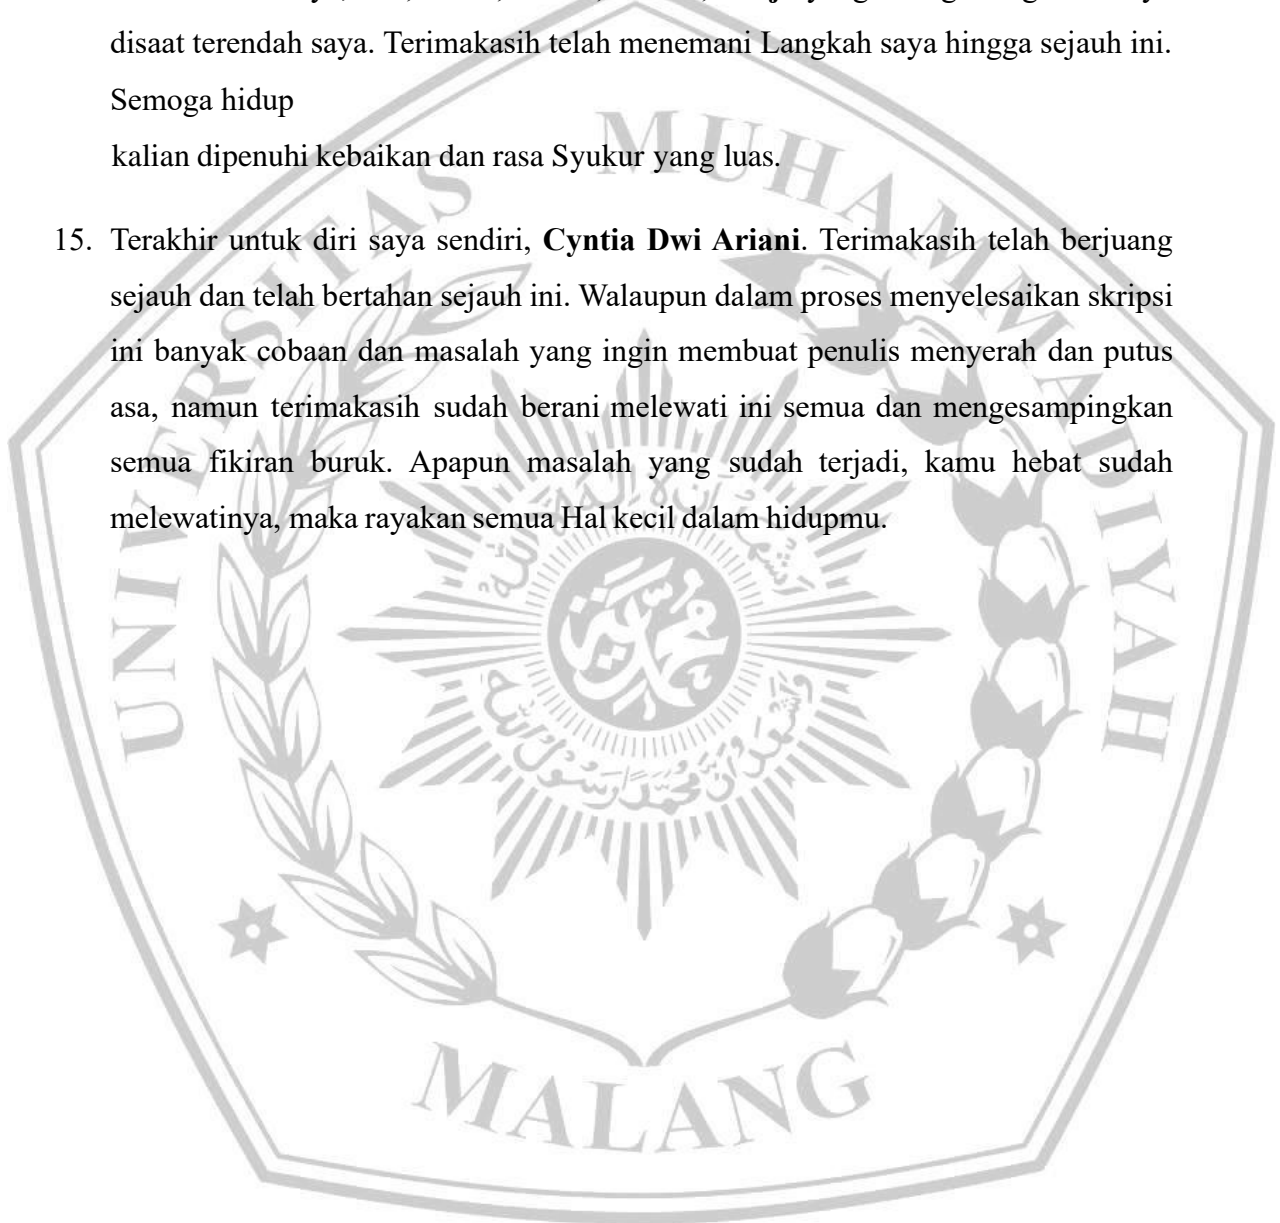 disaat terendah saya. Terimakasih telah menemani Langkah saya hingga sejauh ini.
Semoga hidup
kalian dipenuhi kebaikan dan rasa Syukur yang luas.
15. Terakhir untuk diri saya sendiri, Cyntia Dwi Ariani. Terimakasih telah berjuang
sejauh dan telah bertahan sejauh ini. Walaupun dalam proses menyelesaikan skripsi
ini banyak cobaan dan masalah yang ingin membuat penulis menyerah dan putus
asa, namun terimakasih sudah berani melewati ini semua dan mengesampingkan
semua fikiran buruk. Apapun masalah yang sudah terjadi, kamu hebat sudah
melewatinya, maka rayakan semua Hal kecil dalam hidupmu.
UNIVERSITAS MUHAMMADIYAH
MALANG